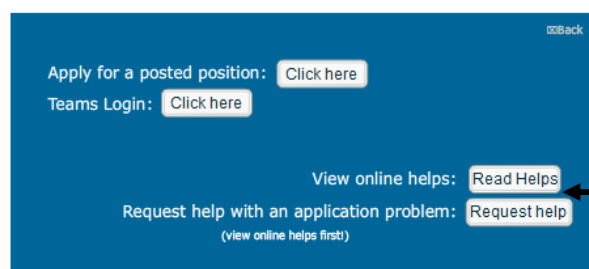 Back
Apply for a posted position: Click here
Teams Login: Click here
View online helps: Read Helps
Request help with an application problem: Request help
(view online helps first!)